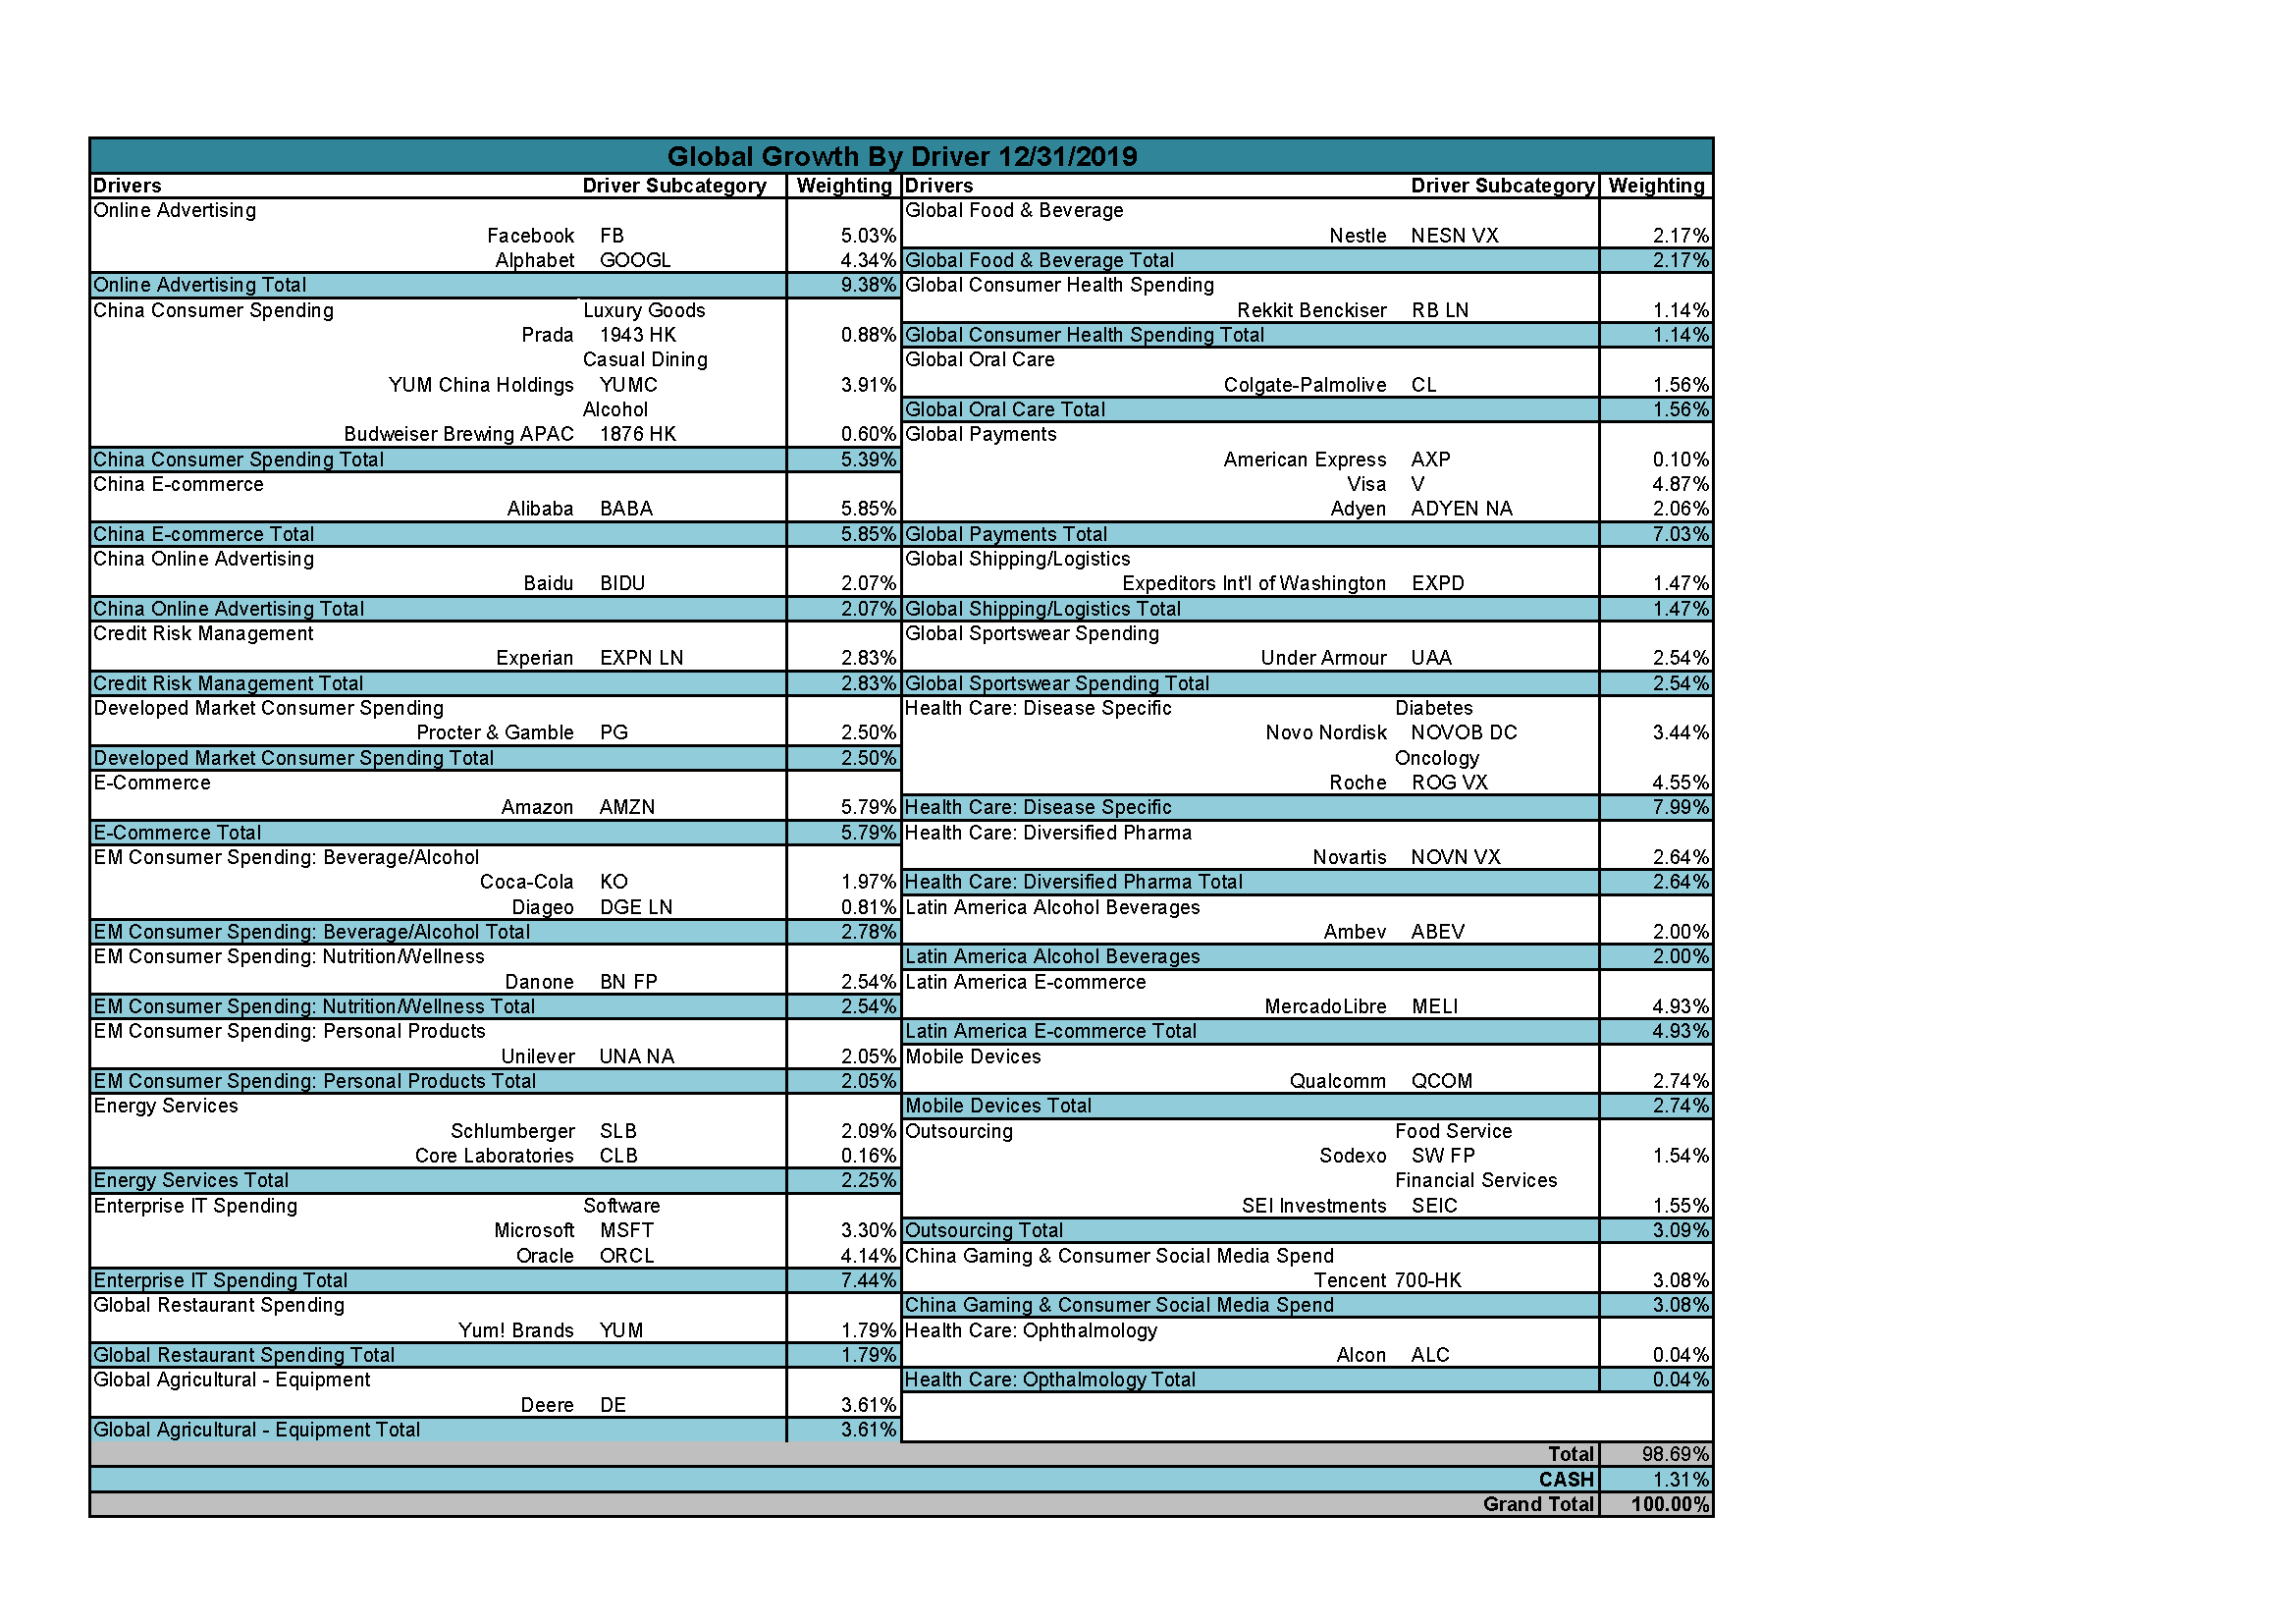 Global Growth By Driver 12/31/2019
Drivers Driver Subcategory Weighting
Online Advertising
Facebook FB 5.03%
Alphabet GOOGL 4.34%
Online Advertising Total 9.38%
China Consumer Spending Luxury Goods
Prada 1943 HK 0.88%
Casual Dining
YUM China Holdings YUMC 3.91%
Alcohol
Budweiser Brewing APAC 1876 HK 0.60%
China Consumer Spending Total 5.39%
China E-commerce
Alibaba BABA 5.85%
China E-commerce Total 5.85%
China Online Advertising
Baidu BIDU 2.07%
China Online Advertising Total 2.07%
Credit Risk Management
Experian EXPN LN 2.83%
Credit Risk Management Total 2.83%
Developed Market Consumer Spending
Procter & Gamble PG 2.50%
Developed Market Consumer Spending Total 2.50%
E-Commerce
Amazon AMZN 5.79%
E-Commerce Total 5.79%
EM Consumer Spending: Beverage/Alcohol
Coca-Cola KO 1.97%
Diageo DGE LN 0.81%
EM Consumer Spending: Beverage/Alcohol Total 2.78%
EM Consumer Spending: Nutrition/Wellness
Danone BN FP 2.54%
EM Consumer Spending: Nutrition/Wellness Total 2.54%
EM Consumer Spending: Personal Products
Unilever UNA NA 2.05%
EM Consumer Spending: Personal Products Total 2.05%
Energy Services
Schlumberger SLB 2.09%
Core Laboratories CLB 0.16%
Energy Services Total 2.25%
Enterprise IT Spending Software
Microsoft MSFT 3.30%
Oracle ORCL 4.14%
Enterprise IT Spending Total 7.44%
Global Restaurant Spending
Yum! Brands YUM 1.79%
Global Restaurant Spending Total 1.79%
Global Agricultural - Equipment
Deere DE 3.61%
Global Agricultural - Equipment Total 3.61%
Drivers Driver Subcategory Weighting
Global Food & Beverage
Nestle NESN VX 2.17%
Global Food & Beverage Total 2.17%
Global Consumer Health Spending
Rekkit Benckiser RB LN 1.14%
Global Consumer Health Spending Total 1.14%
Global Oral Care
Colgate-Palmolive CL 1.56%
Global Oral Care Total 1.56%
Global Payments
American Express AXP 0.10%
Visa V 4.87%
Adyen ADYEN NA 2.06%
Global Payments Total 7.03%
Global Shipping/Logistics
Expeditors Int'l of Washington EXPD 1.47%
Global Shipping/Logistics Total 1.47%
Global Sportswear Spending
Under Armour UAA 2.54%
Global Sportswear Spending Total 2.54%
Health Care: Disease Specific Diabetes
Novo Nordisk NOVOB DC 3.44%
Oncology
Roche ROG VX 4.55%
Health Care: Disease Specific 7.99%
Health Care: Diversified Pharma
Novartis NOVN VX 2.64%
Health Care: Diversified Pharma Total 2.64%
Latin America Alcohol Beverages
Ambev ABEV 2.00%
Latin America Alcohol Beverages 2.00%
Latin America E-commerce
MercadoLibre MELI 4.93%
Latin America E-commerce Total 4.93%
Mobile Devices
Qualcomm QCOM 2.74%
Mobile Devices Total 2.74%
Outsourcing Food Service
Sodexo SW FP 1.54%
Financial Services
SEI Investments SEIC 1.55%
Outsourcing Total 3.09%
China Gaming & Consumer Social Media Spend
Tencent 700-HK 3.08%
China Gaming & Consumer Social Media Spend 3.08%
Health Care: Ophthalmology
Alcon ALC 0.04%
Health Care: Opthalmology Total 0.04%
Total 98.69%
CASH 1.31%
Grand Total 100.00%